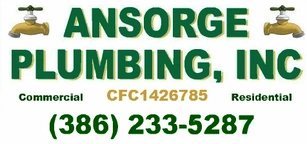 ANSORGE
PLUMBING, INC
Commercial CFC1426785 Residential
(386) 233-5287